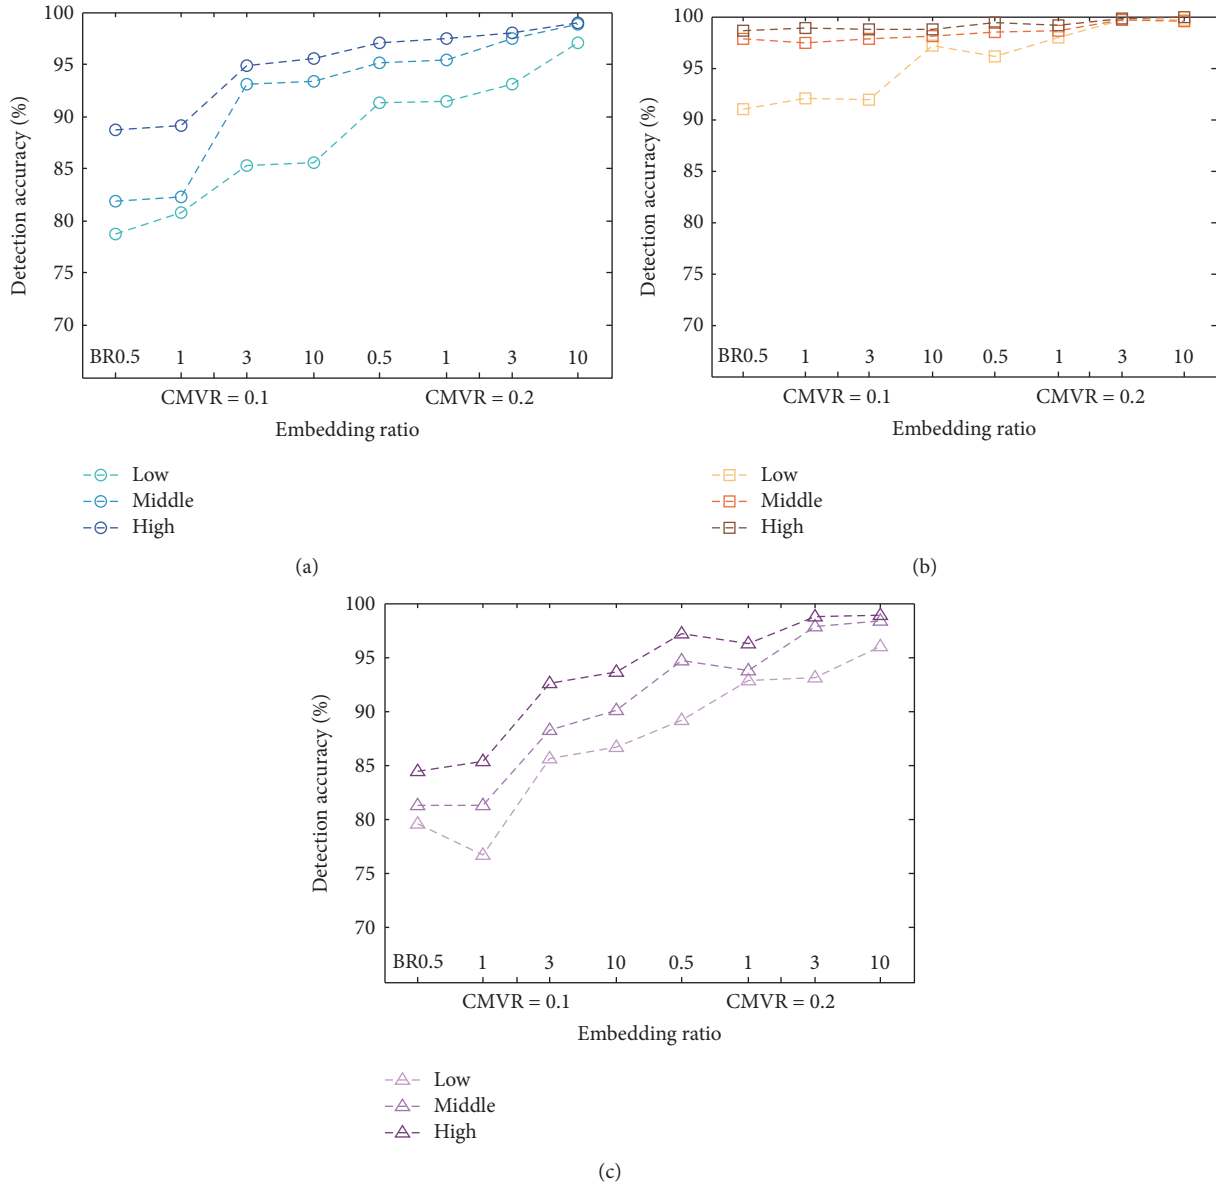 100
95
90
85
80
75
70
Detection accuracy (%)
BR0.5 1 3 10 0.5 1 3 10
CMVR = 0.1 CMVR = 0.2
Embedding ratio
Low
Middle
High
(a)
100
95
90
85
80
75
70
Detection accuracy (%)
BR0.5 1 3 10 0.5 1 3 10
CMVR = 0.1 CMVR = 0.2
Embedding ratio
Low
Middle
High
(b)
100
95
90
85
80
75
70
Detection accuracy (%)
BR0.5 1 3 10 0.5 1 3 10
CMVR = 0.1 CMVR = 0.2
Embedding ratio
Low
Middle
High
(c)